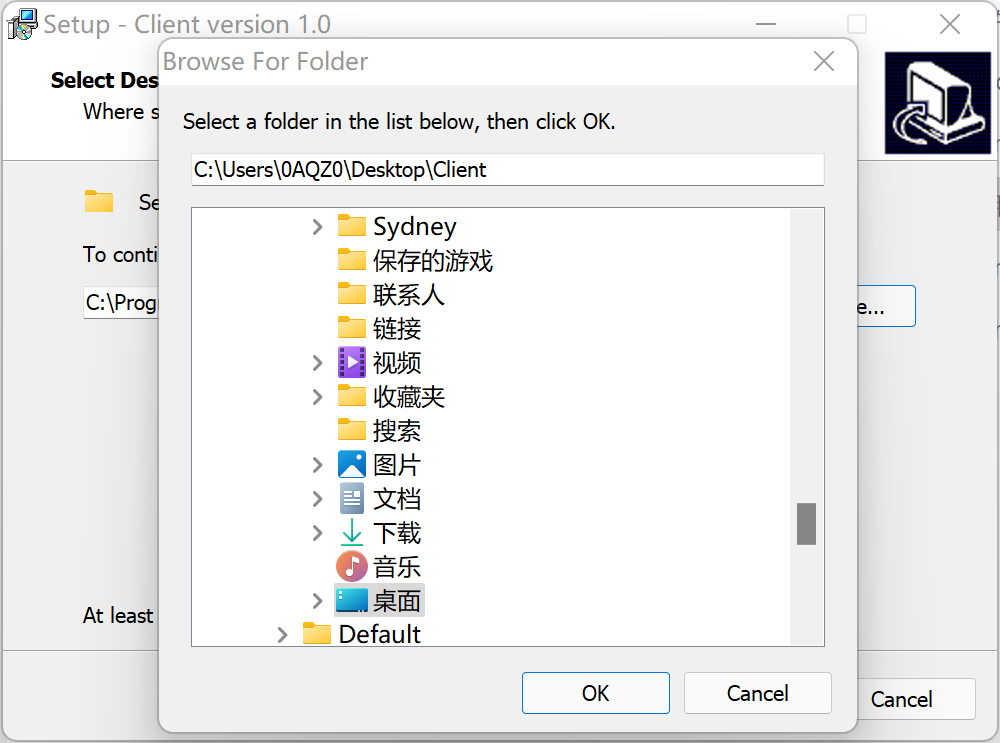 Setup - Client version 1.0
Browse For Folder
Select Des
Where s
Select a folder in the list below, then click OK.
C:\Users\0AQZ0\Desktop\Client
Se
To conti
C:\Progr
e...
Sydney
保存的游戏
联系人
链接
视频
收藏夹
搜索
图片
文档
下载
音乐
桌面
Default
At least
OK
Cancel
Cancel